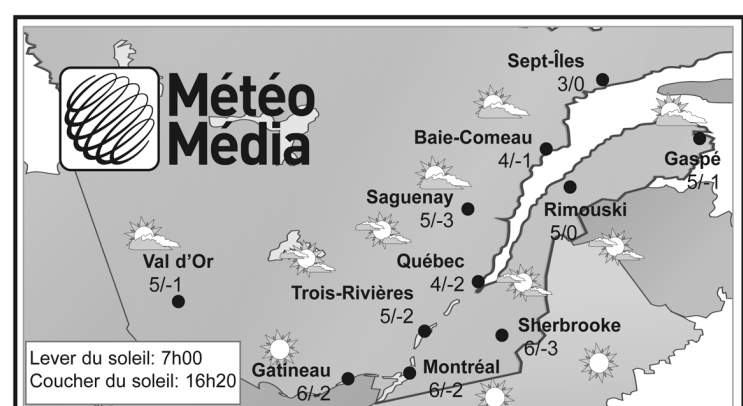 Météo
Média
Sept-Îles
3/0
Baie-Comeau
4/-1
Gaspé
5/-1
Saguenay
5/-3
Rimouski
5/0
Val d'Or
5/-1
Québec
4/-2
Trois-Rivières
5/-2
Sherbrooke
6/-3
Lever du soleil: 7h00
Coucher du soleil: 16h20
Gatineau
6/-2
Montréal
6/-2